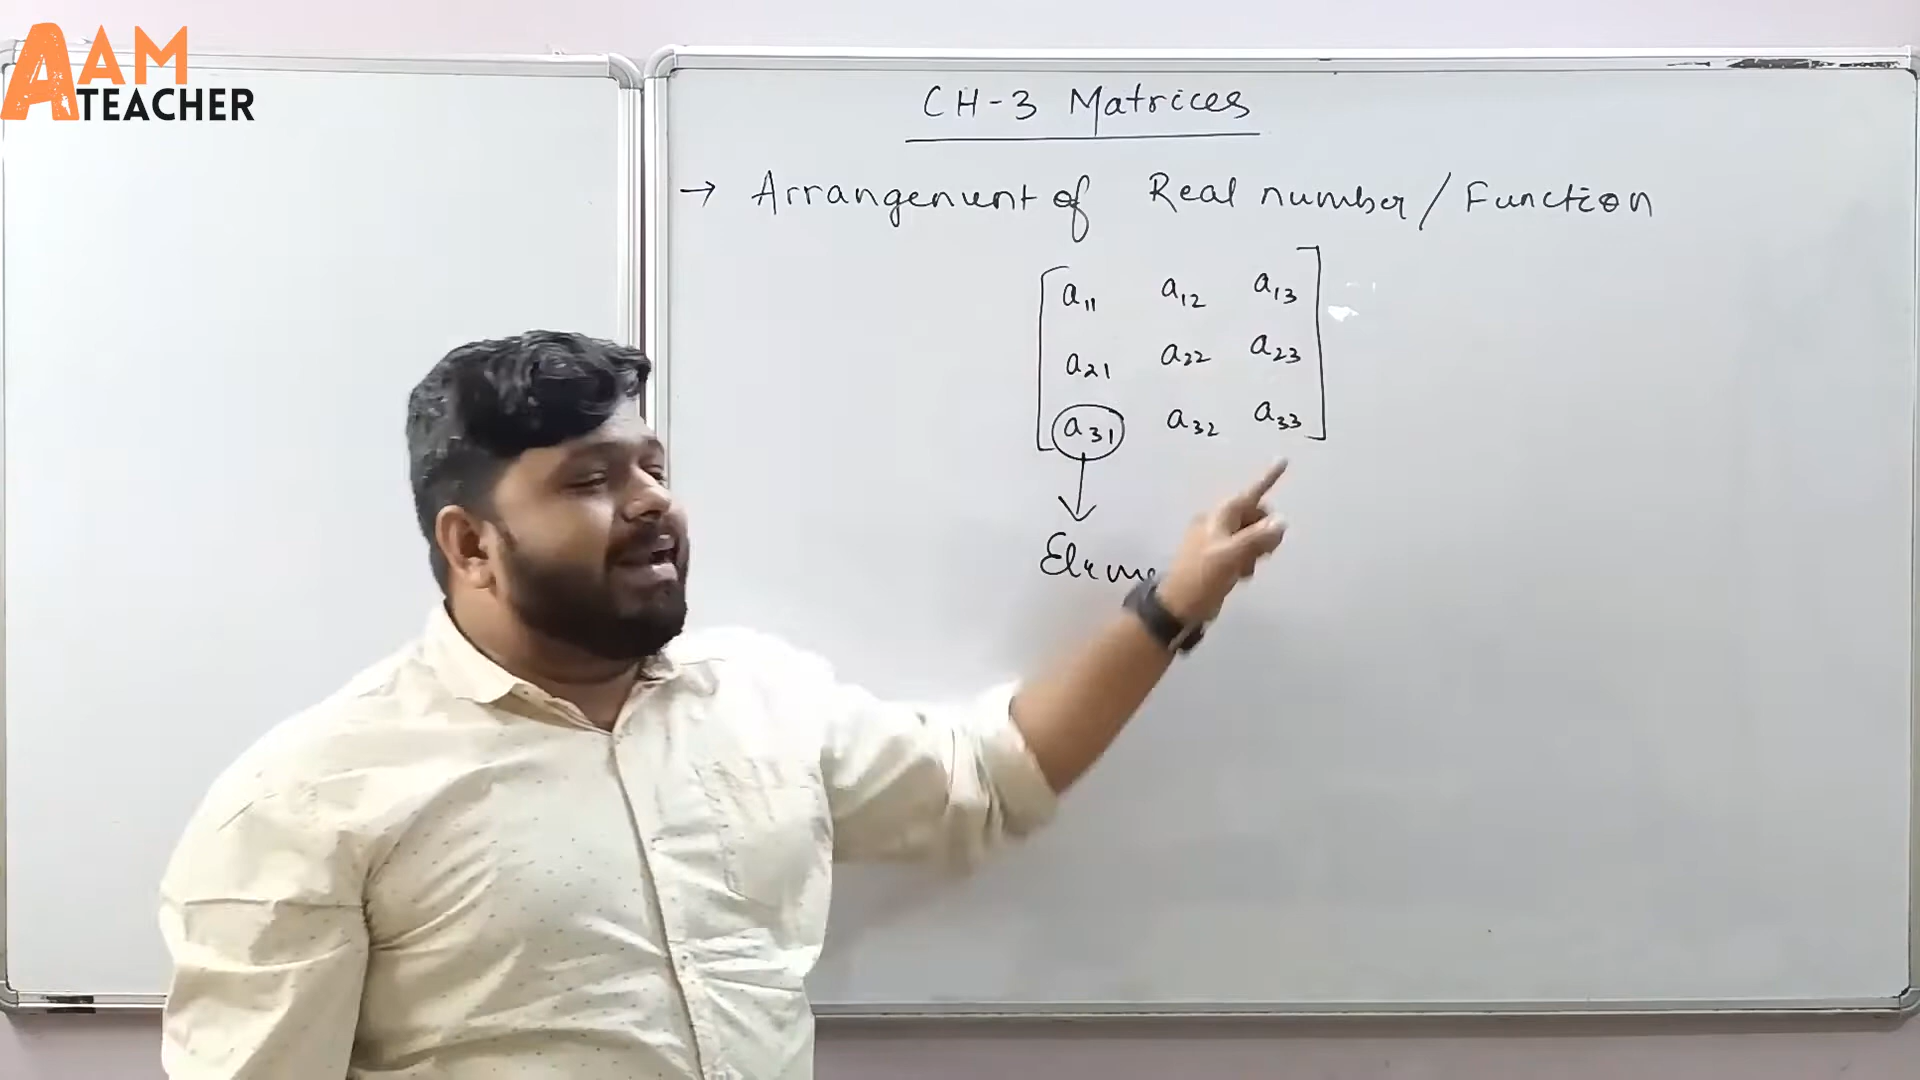 AAM
TEACHER
CH-3 Matrices
→ Arrangement of Real number / Function
a11 a12 a13
a21 a22 a23
a31 a32 a33